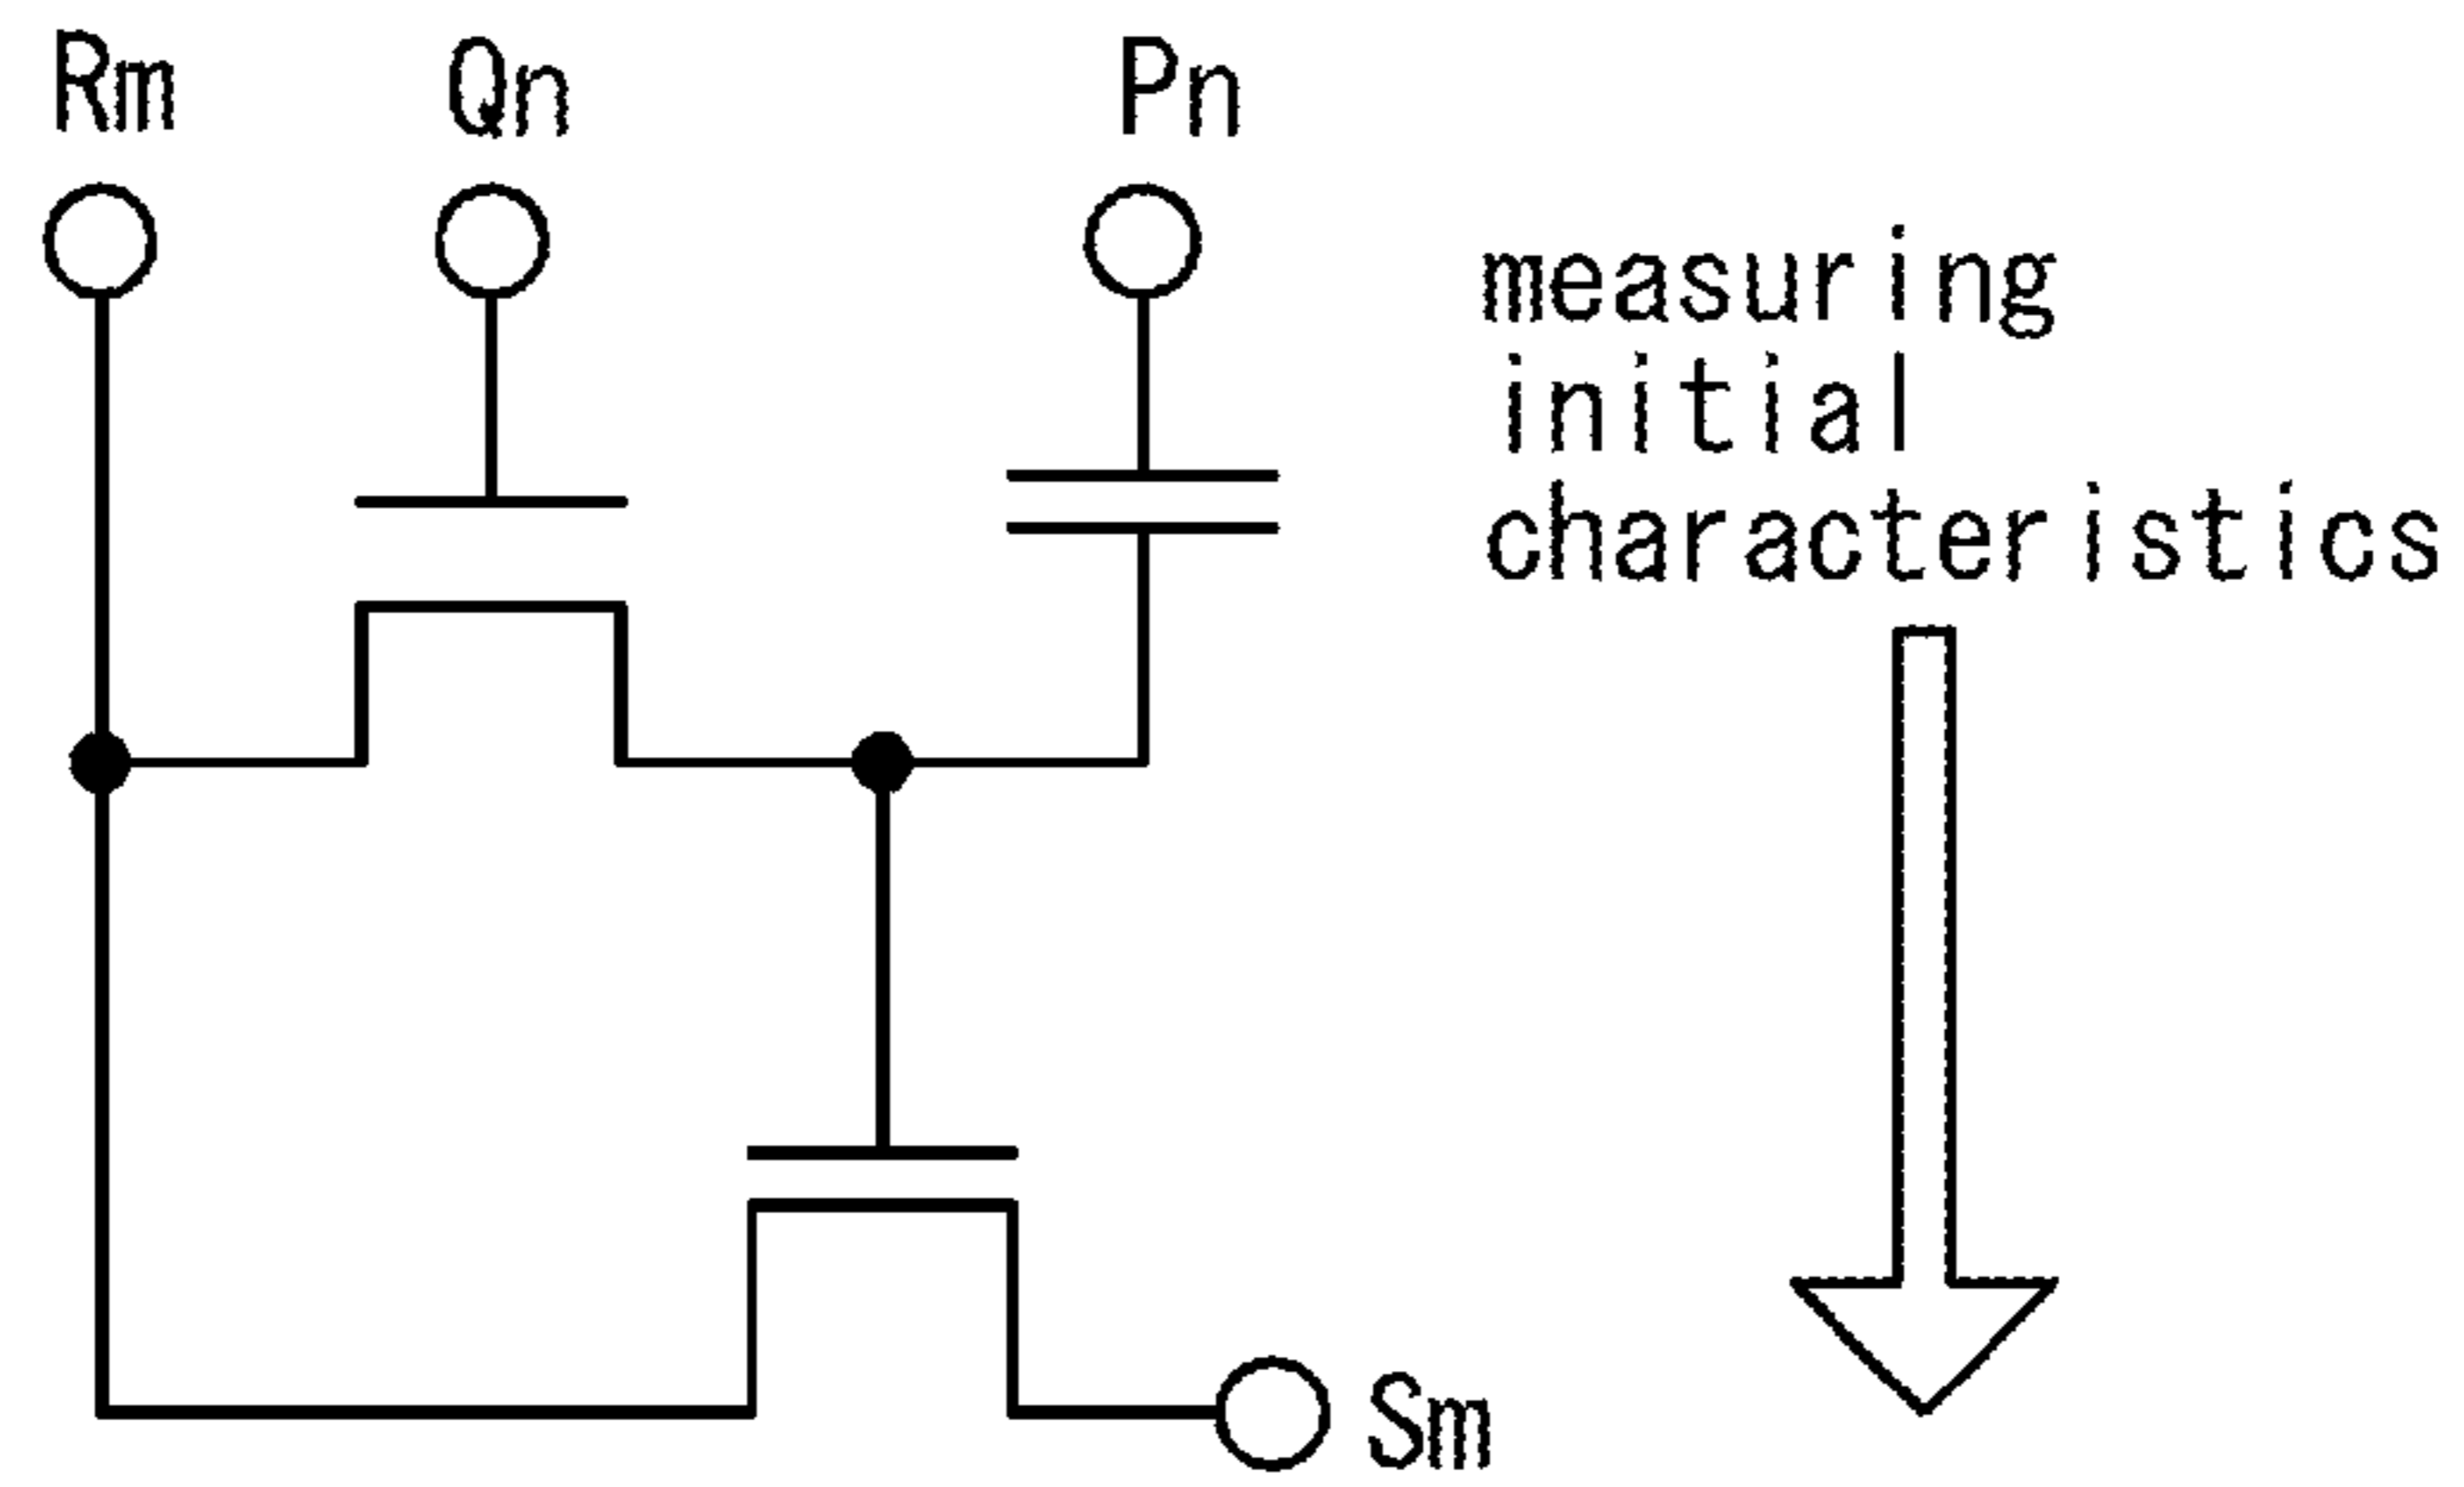 Rm
Qn
Pn
measuring
initial
characteristics
Sm